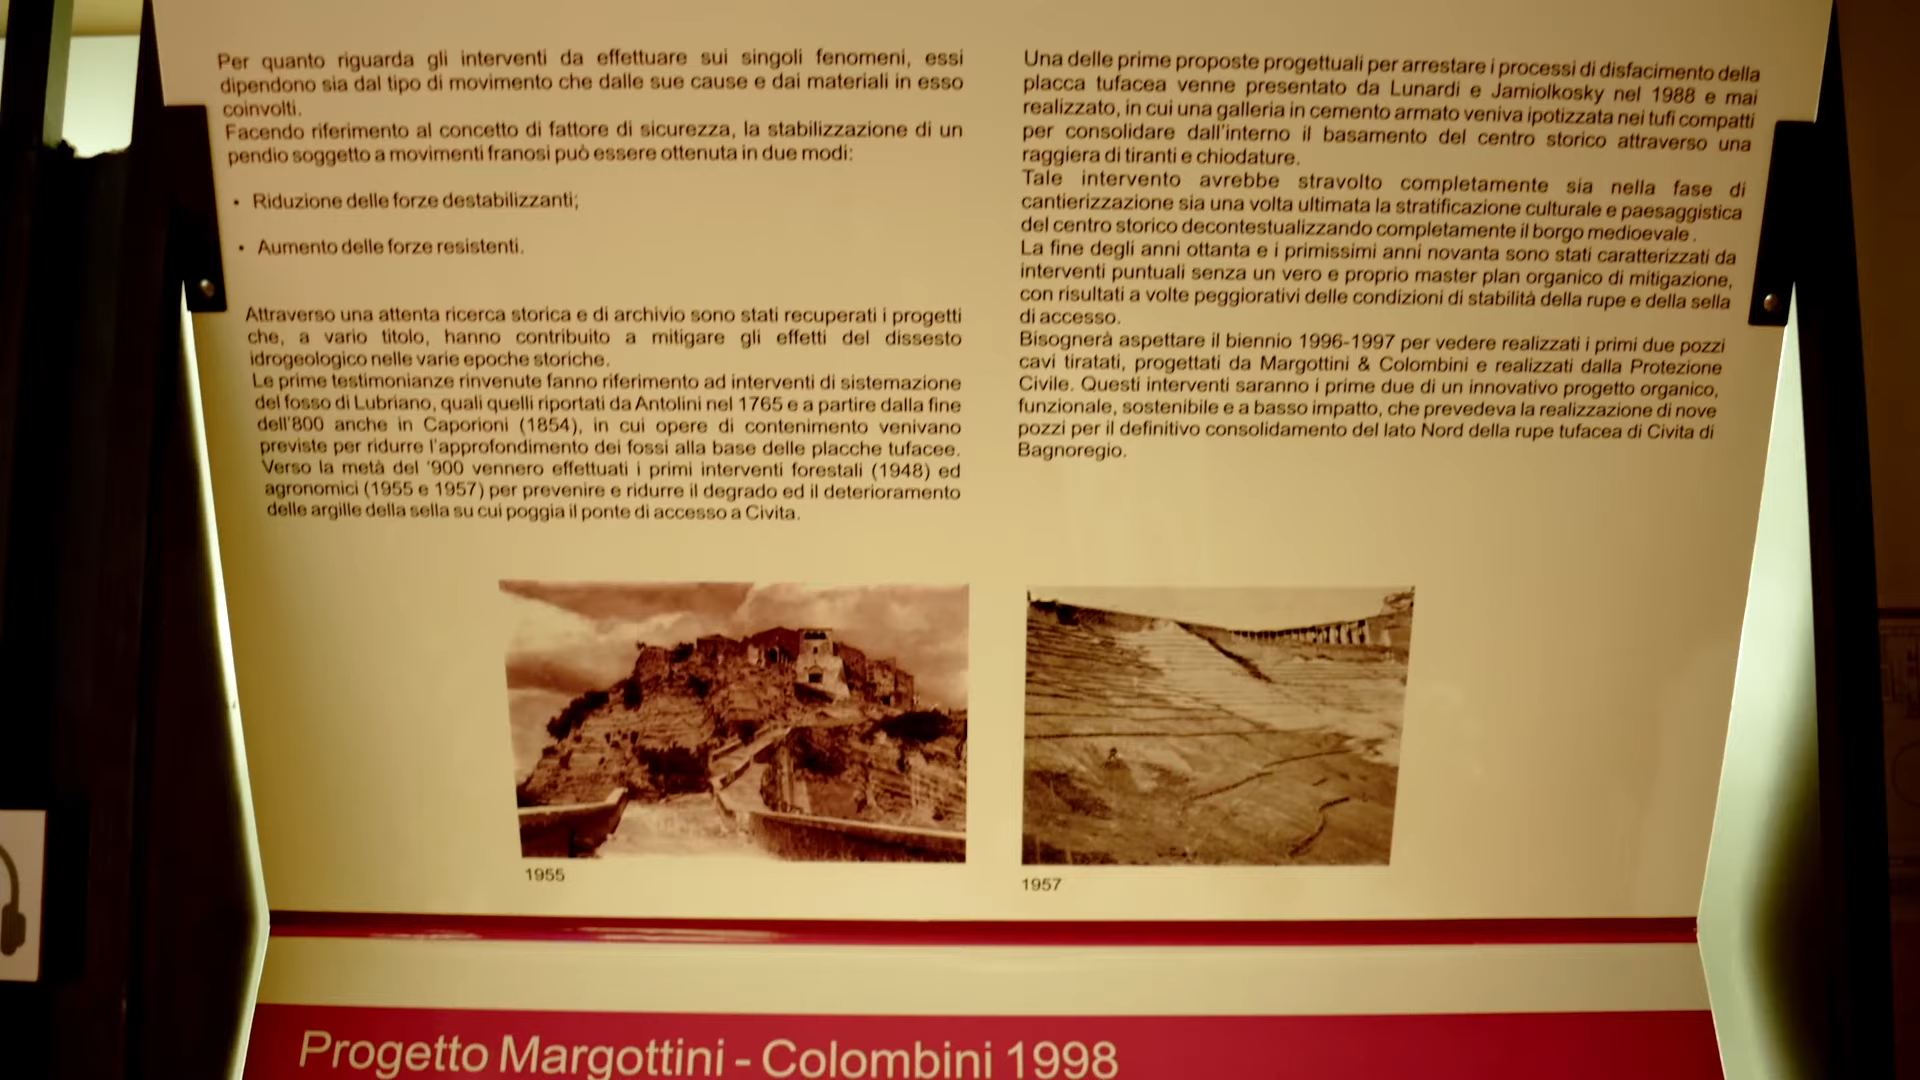 Per quanto riguarda gli interventi da effettuare sui singoli fenomeni, essi
dipendono sia dal tipo di movimento che dalle sue cause e dai materiali in esso
coinvolti.
Facendo riferimento al concetto di fattore di sicurezza, la stabilizzazione di un
pendio soggetto a movimenti franosi può essere ottenuta in due modi:
• Riduzione delle forze destabilizzanti;
• Aumento delle forze resistenti.
Attraverso una attenta ricerca storica e di archivio sono stati recuperati i progetti
che, a vario titolo, hanno contribuito a mitigare gli effetti del dissesto
idrogeologico nelle varie epoche storiche.
Le prime testimonianze rinvenute fanno riferimento ad interventi di sistemazione
del fosso di Lubriano, quali quelli riportati da Antolini nel 1765 e a partire dalla fine
dell'800 anche in Caporioni (1854), in cui opere di contenimento venivano
previste per ridurre l'approfondimento dei fossi alla base delle placche tufacee.
Verso la metà del '900 vennero effettuati i primi interventi forestali (1948) ed
agronomici (1955 e 1957) per prevenire e ridurre il degrado ed il deterioramento
delle argille della sella su cui poggia il ponte di accesso a Civita.
Una delle prime proposte progettuali per arrestare i processi di disfacimento della
placca tufacea venne presentato da Lunardi e Jamiolkosky nel 1988 e mai
realizzato, in cui una galleria in cemento armato veniva ipotizzata nei tufi compatti
per consolidare dall'interno il basamento del centro storico attraverso una
raggiera di tiranti e chiodature.
Tale intervento avrebbe stravolto completamente sia nella fase di
cantierizzazione sia una volta ultimata la stratificazione culturale e paesaggistica
del centro storico decontestualizzando completamente il borgo medioevale.
La fine degli anni ottanta e i primissimi anni novanta sono stati caratterizzati da
interventi puntuali senza un vero e proprio master plan organico di mitigazione,
con risultati a volte peggiorativi delle condizioni di stabilità della rupe e della sella
di accesso.
Bisognerà aspettare il biennio 1996-1997 per vedere realizzati i primi due pozzi
cavi tiratati, progettati da Margottini & Colombini e realizzati dalla Protezione
Civile. Questi interventi saranno i prime due di un innovativo progetto organico,
funzionale, sostenibile e a basso impatto, che prevedeva la realizzazione di nove
pozzi per il definitivo consolidamento del lato Nord della rupe tufacea di Civita di
Bagnoregio.
1955
1957
Progetto Margottini - Colombini 1998